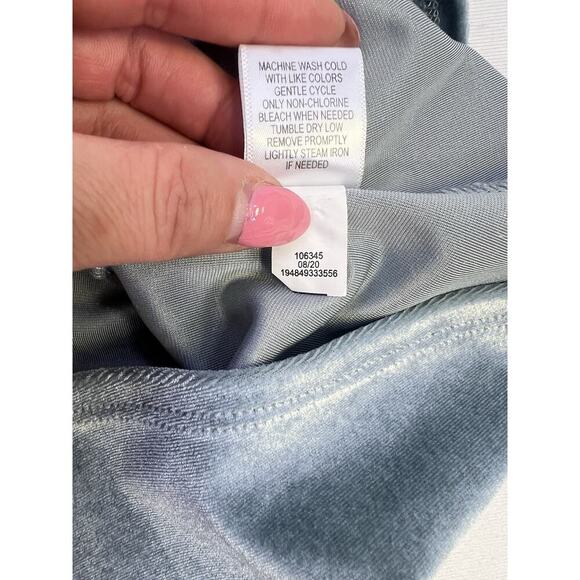 MACHINE WASH COLD
WITH LIKE COLORS
GENTLE CYCLE
ONLY NON-CHLORINE
BLEACH WHEN NEEDED
TUMBLE DRY LOW
REMOVE PROMPTLY
LIGHTLY STEAM IRON
IF NEEDED
106345
08/20
194849333556